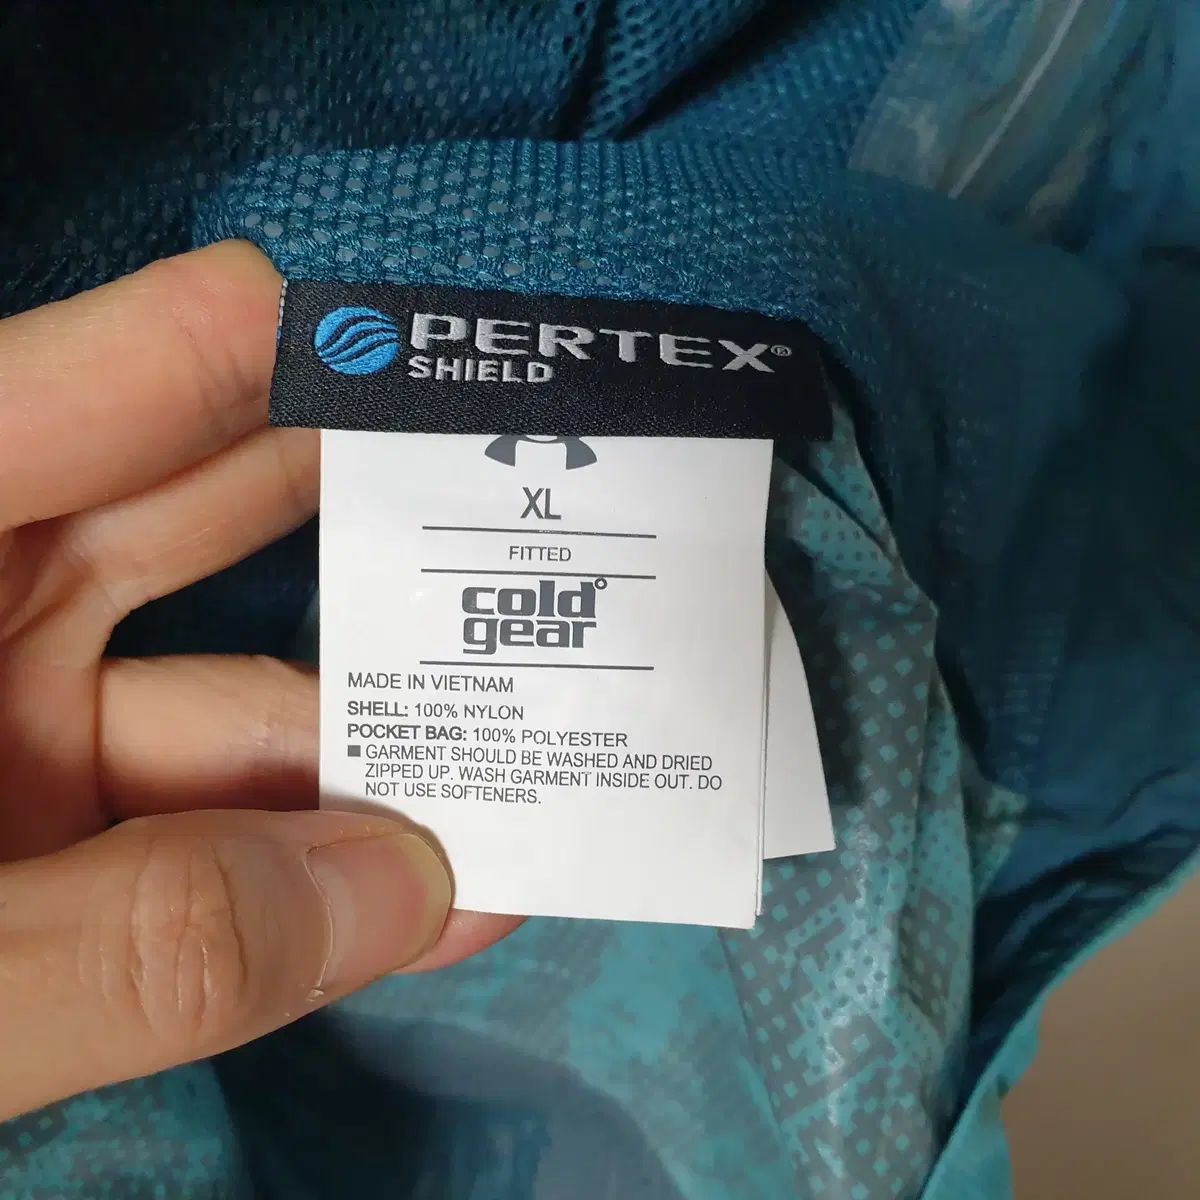 PERTEX®
SHIELD
XL
FITTED
cold°
gear
MADE IN VIETNAM
SHELL: 100% NYLON
POCKET BAG: 100% POLYESTER
■ GARMENT SHOULD BE WASHED AND DRIED
ZIPPED UP. WASH GARMENT INSIDE OUT. DO
NOT USE SOFTENERS.